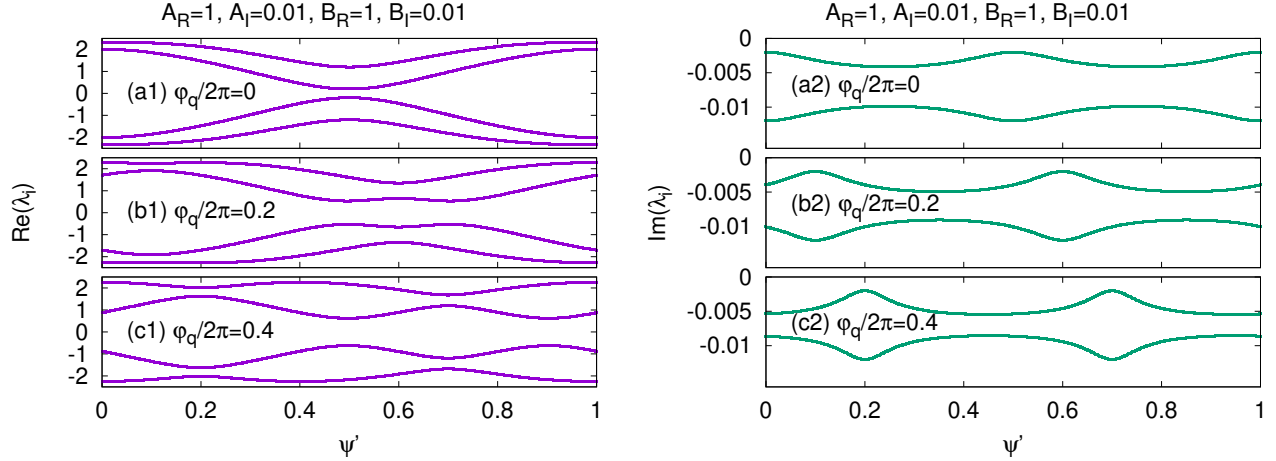 A_R=1, A_I=0.01, B_R=1, B_I=0.01
2
1
0
-1
-2
(a1) φ_q/2π=0
2
1
0
-1
-2
(b1) φ_q/2π=0.2
2
1
0
-1
-2
(c1) φ_q/2π=0.4
0 0.2 0.4 0.6 0.8 1
Re(λ_i)
ψ'
A_R=1, A_I=0.01, B_R=1, B_I=0.01
0
-0.005
-0.01
(a2) φ_q/2π=0
0
-0.005
-0.01
(b2) φ_q/2π=0.2
0
-0.005
-0.01
(c2) φ_q/2π=0.4
0 0.2 0.4 0.6 0.8 1
Im(λ_i)
ψ'